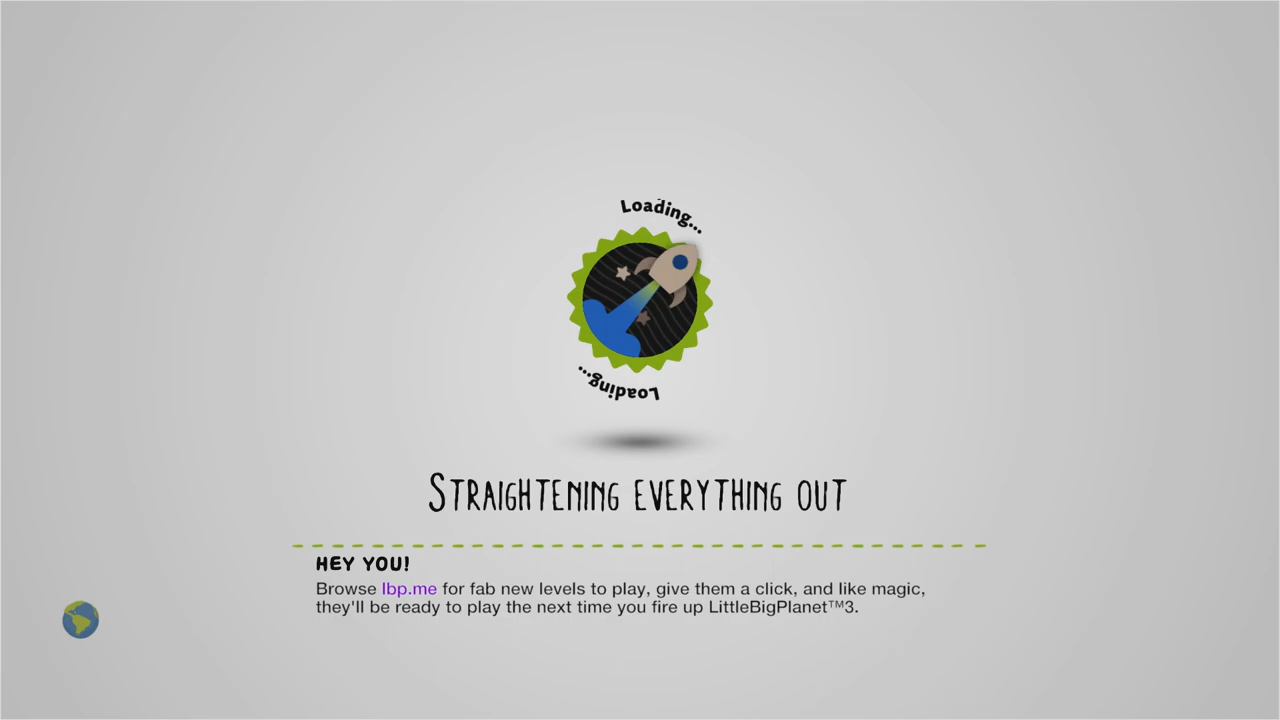 Loading...
Loading...
STRAIGHTENING EVERYTHING OUT
HEY YOU!
Browse lbp.me for fab new levels to play, give them a click, and like magic,
they'll be ready to play the next time you fire up LittleBigPlanet™3.